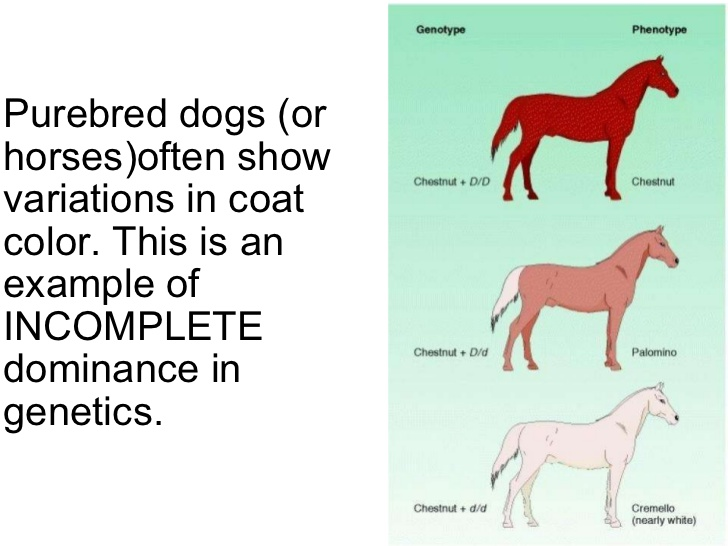 Purebred dogs (or
horses)often show
variations in coat
color. This is an
example of
INCOMPLETE
dominance in
genetics.
Genotype Phenotype
Chestnut + D/D Chestnut
Chestnut + D/d Palomino
Chestnut + d/d Cremello
(nearly white)